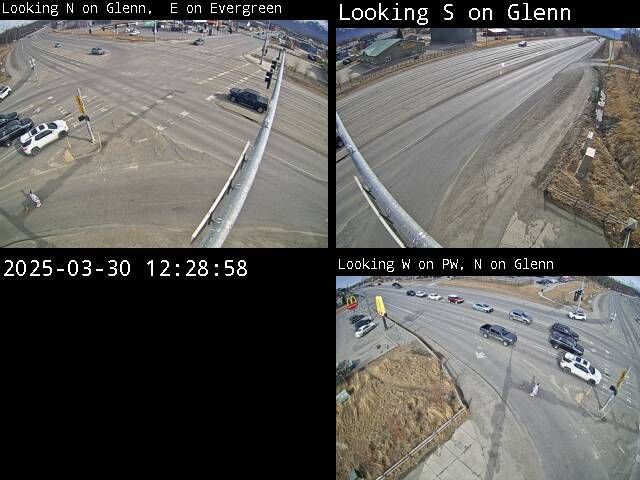 Looking N on Glenn,  E on Evergreen
Looking S on Glenn
2025-03-30 12:28:58
Looking W on PW, N on Glenn